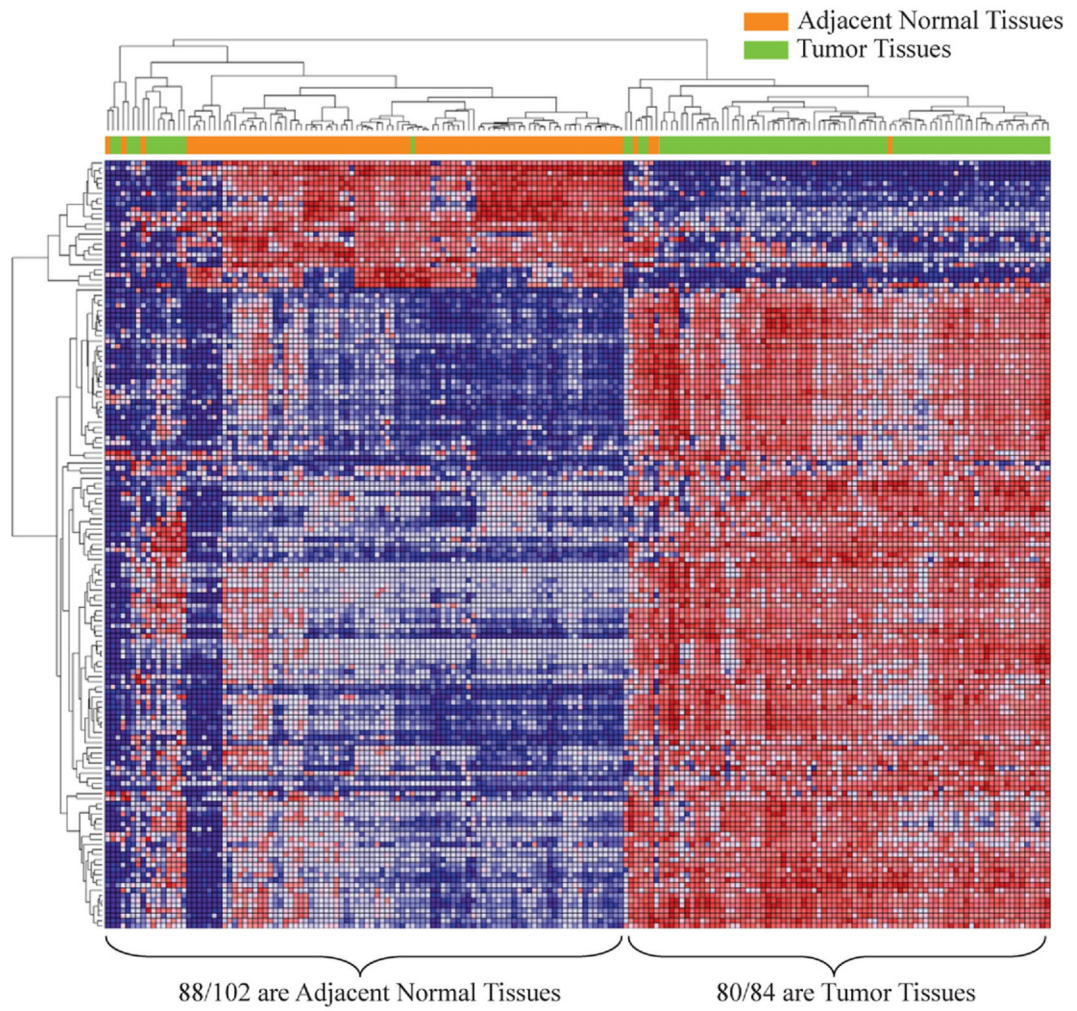 Adjacent Normal Tissues
Tumor Tissues
88/102 are Adjacent Normal Tissues
80/84 are Tumor Tissues